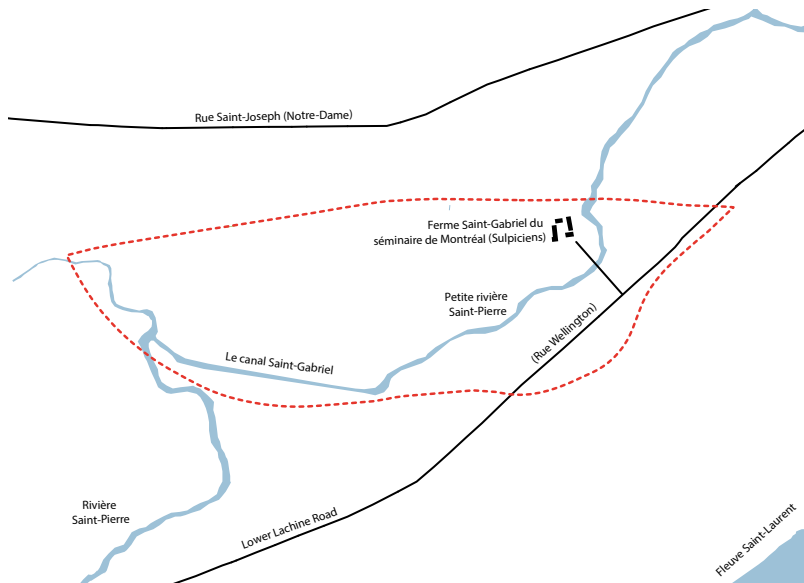 Rue Saint-Joseph (Notre-Dame)
Ferme Saint-Gabriel du
séminaire de Montréal (Sulpiciens)
Petite rivière
Saint-Pierre
(Rue Wellington)
Le canal Saint-Gabriel
Rivière
Saint-Pierre
Lower Lachine Road
Fleuve Saint-Laurent